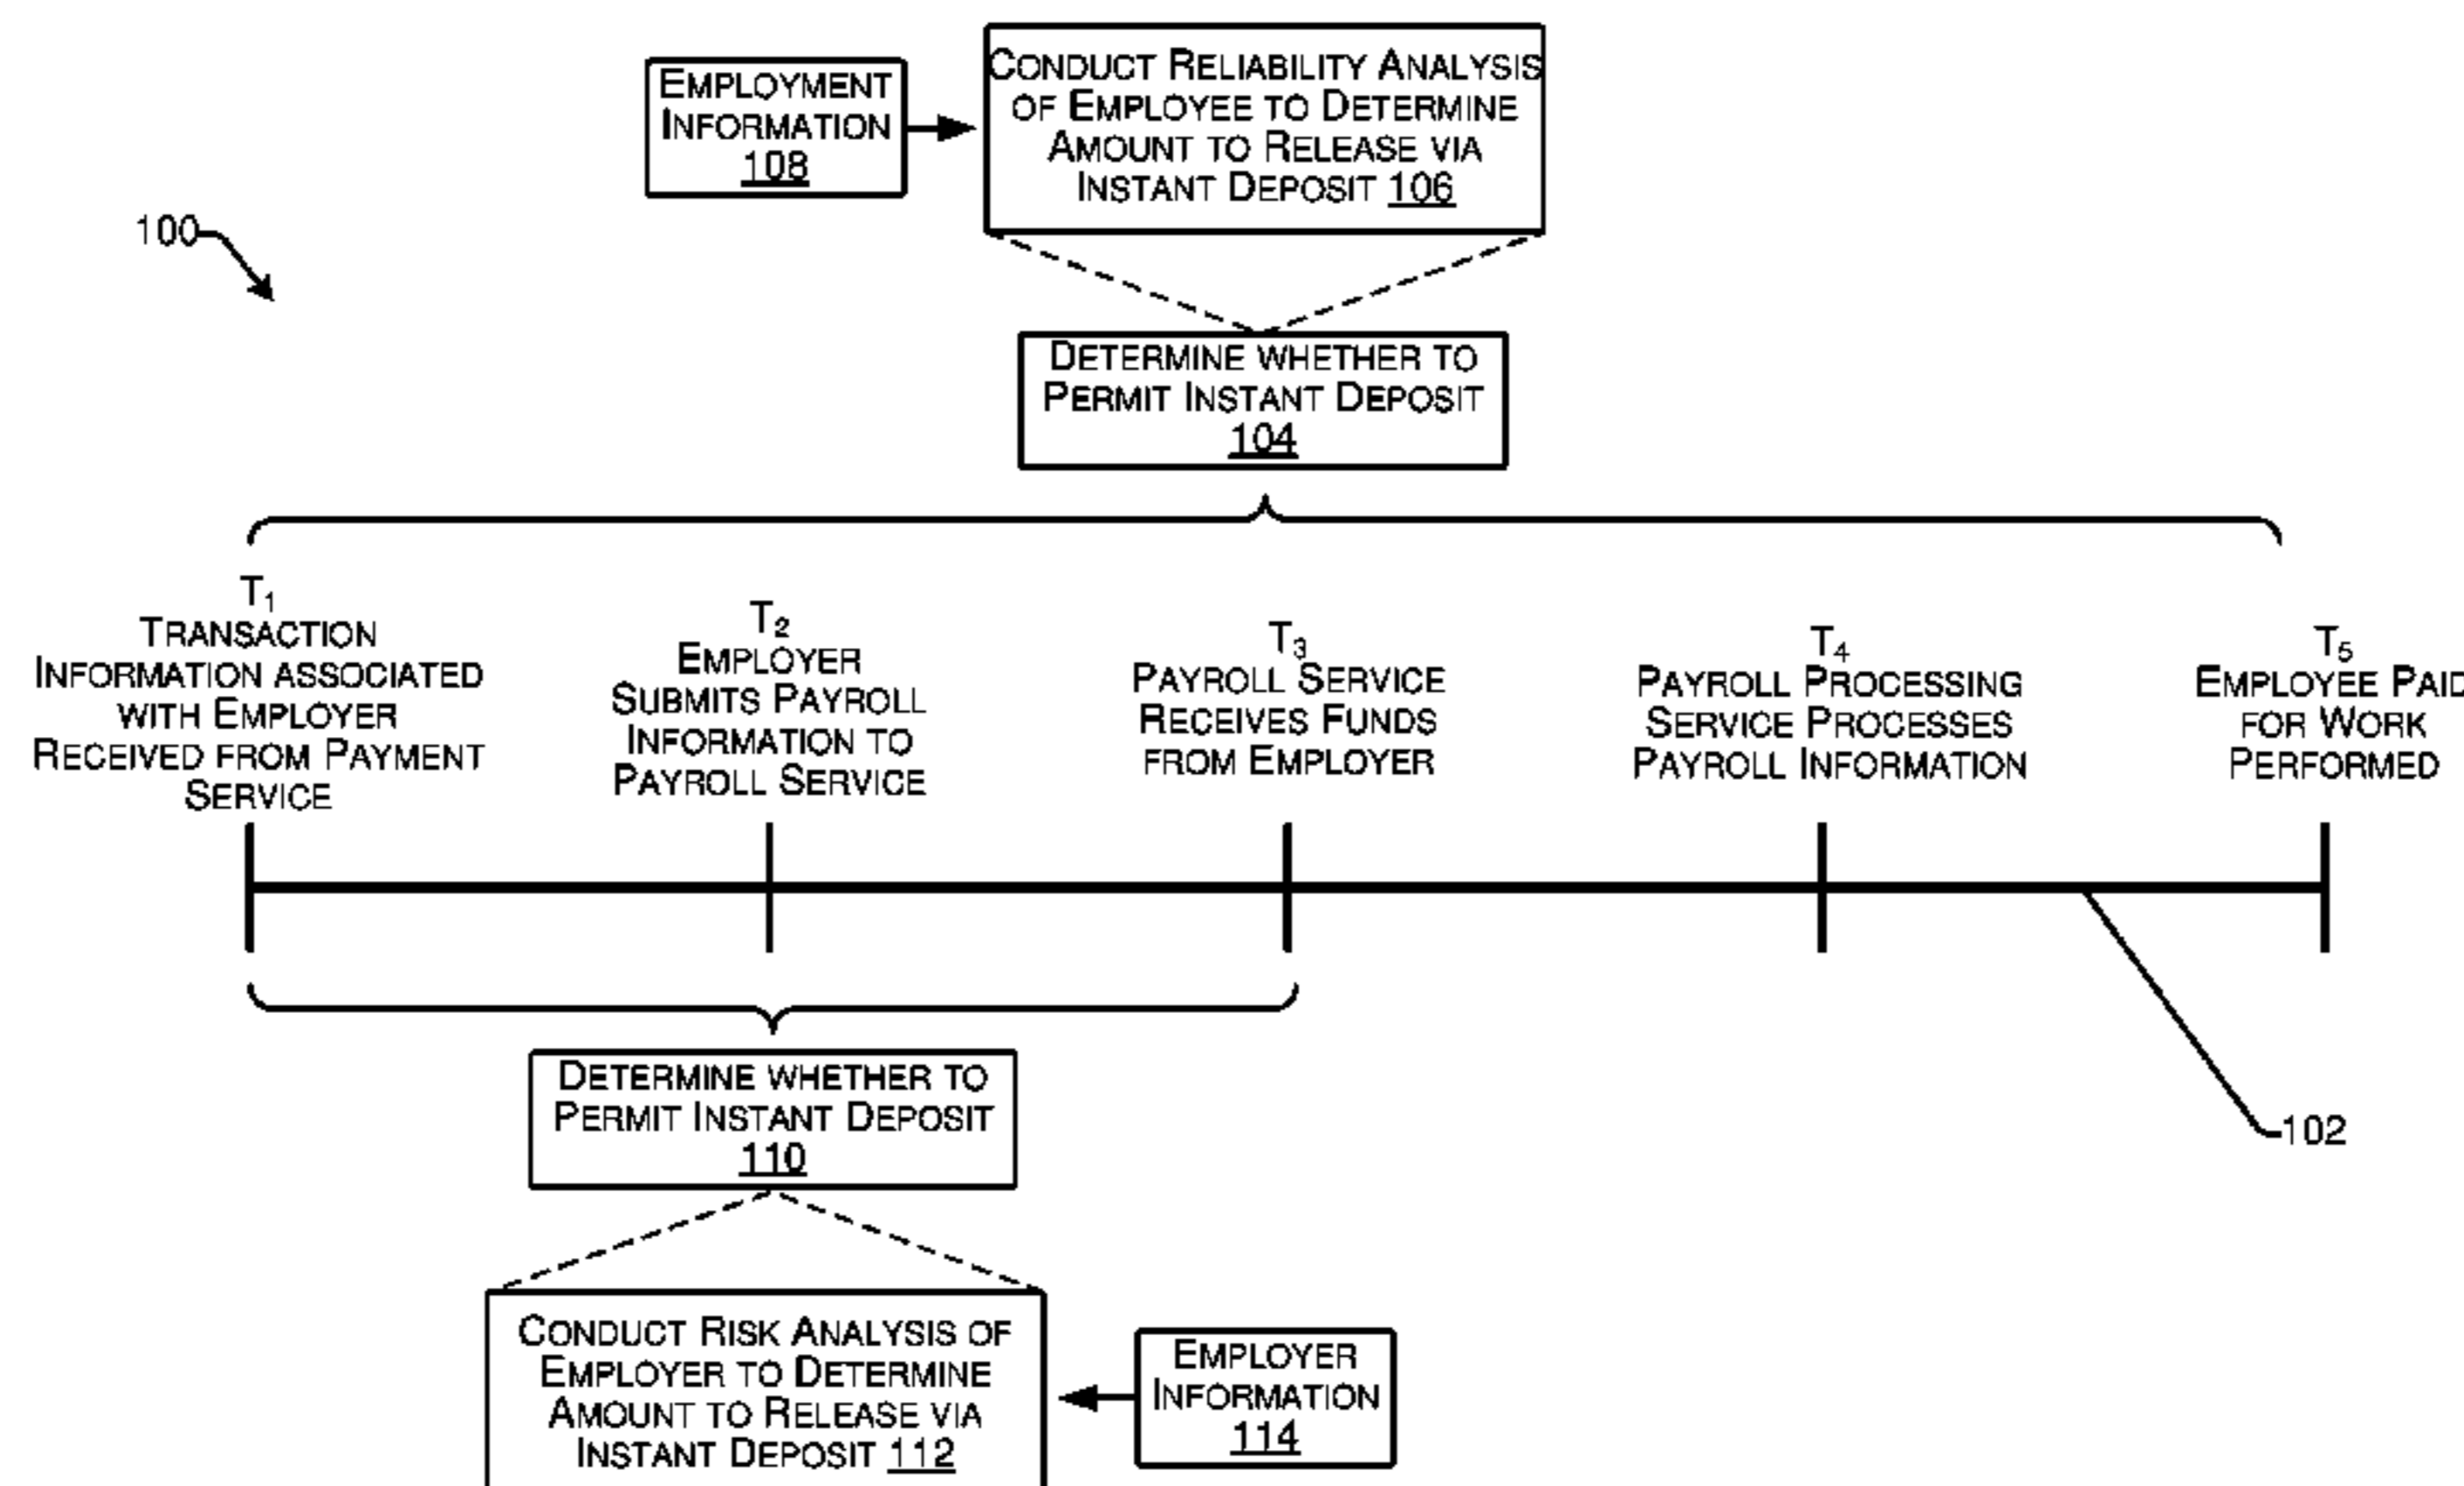 EMPLOYMENT
INFORMATION
108
CONDUCT RELIABILITY ANALYSIS
OF EMPLOYEE TO DETERMINE
AMOUNT TO RELEASE VIA
INSTANT DEPOSIT 106
100
DETERMINE WHETHER TO
PERMIT INSTANT DEPOSIT
104
T1
TRANSACTION
INFORMATION ASSOCIATED
WITH EMPLOYER
RECEIVED FROM PAYMENT
SERVICE
T2
EMPLOYER
SUBMITS PAYROLL
INFORMATION TO
PAYROLL SERVICE
T3
PAYROLL SERVICE
RECEIVES FUNDS
FROM EMPLOYER
T4
PAYROLL PROCESSING
SERVICE PROCESSES
PAYROLL INFORMATION
T5
EMPLOYEE PAID
FOR WORK
PERFORMED
DETERMINE WHETHER TO
PERMIT INSTANT DEPOSIT
110
102
CONDUCT RISK ANALYSIS OF
EMPLOYER TO DETERMINE
AMOUNT TO RELEASE VIA
INSTANT DEPOSIT 112
EMPLOYER
INFORMATION
114